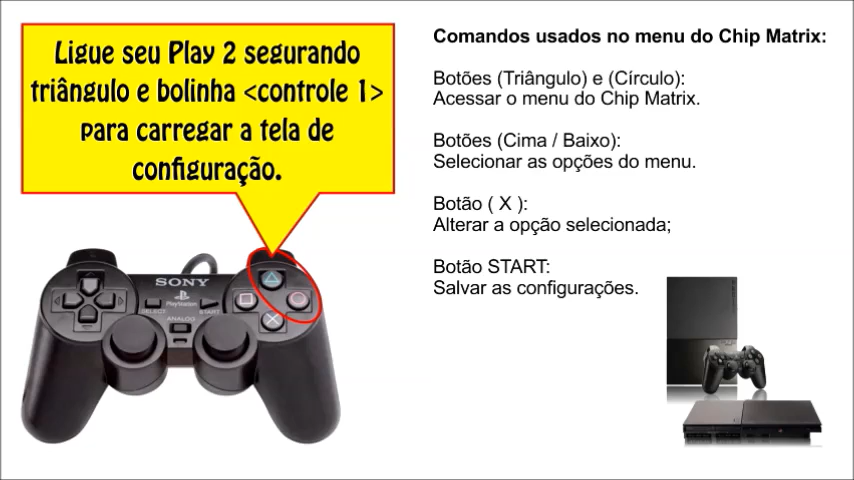 Ligue seu Play 2 segurando
triângulo e bolinha <controle 1>
para carregar a tela de
configuração.
Comandos usados no menu do Chip Matrix:
Botões (Triângulo) e (Círculo):
Acessar o menu do Chip Matrix.
Botões (Cima / Baixo):
Selecionar as opções do menu.
Botão ( X ):
Alterar a opção selecionada;
Botão START:
Salvar as configurações.
SONY
PlayStation
SELECT
START
ANALOG